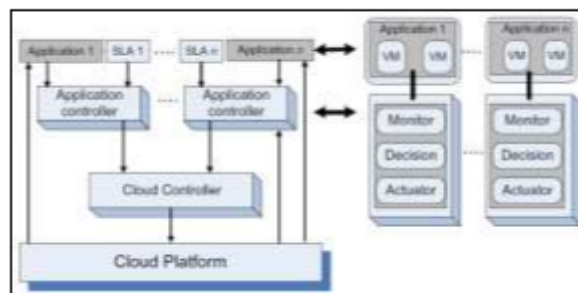 Application 1 SLA 1 SLA n Application n
Application controller
Application controller
Cloud Controller
Cloud Platform
Application 1
VM VM
Application n
VM VM
Monitor
Decision
Actuator
Monitor
Decision
Actuator